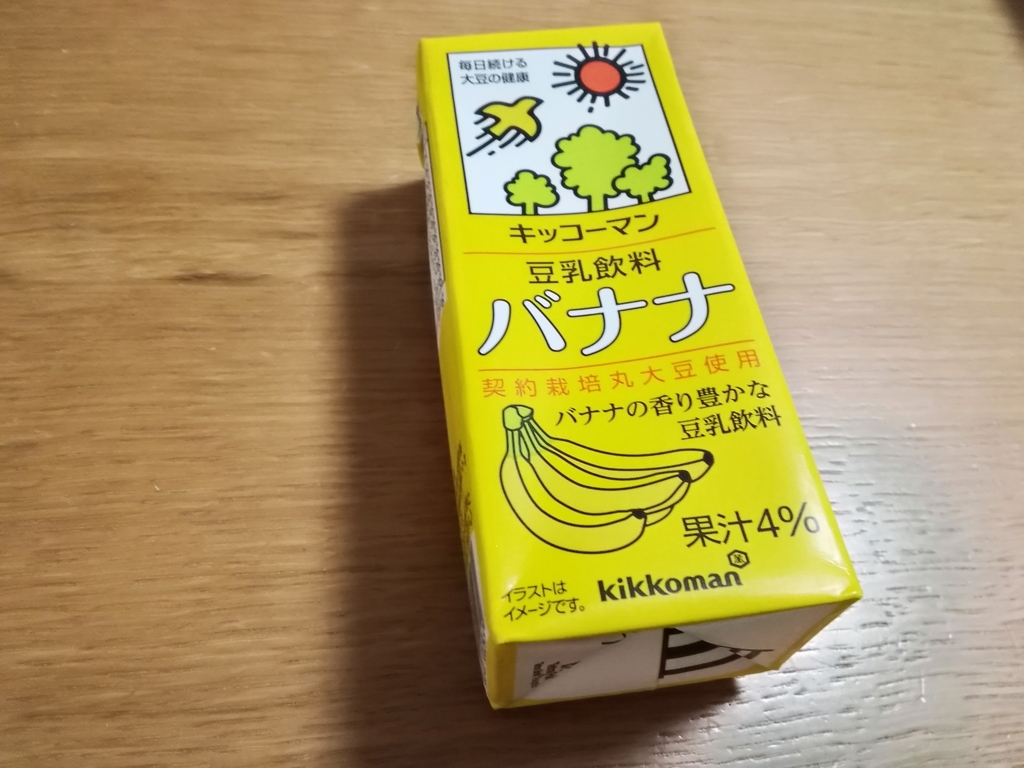 毎日続ける
大豆の健康
キッコーマン
豆乳飲料
バナナ
契約栽培丸大豆使用
バナナの香り豊かな
豆乳飲料
果汁4%
イラストは
イメージです。
kikkoman